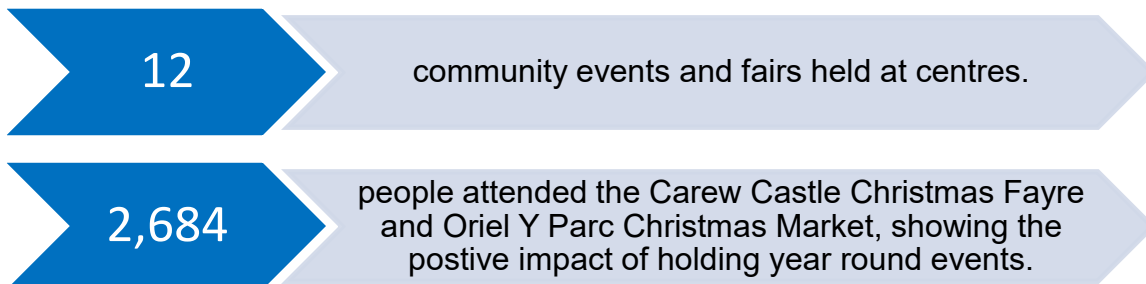 12
community events and fairs held at centres.
2,684
people attended the Carew Castle Christmas Fayre
and Oriel Y Parc Christmas Market, showing the
postive impact of holding year round events.